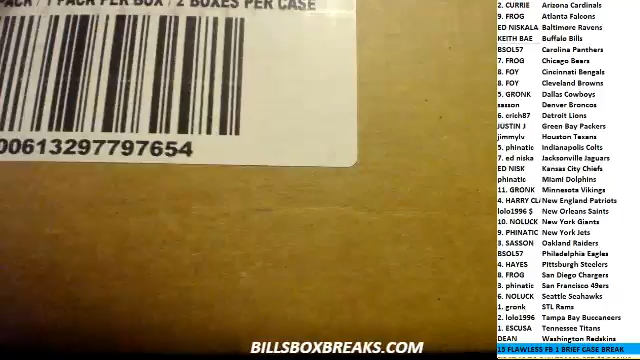 PACK / 1 PACK PER BOX / 2 BOXES PER CASE
00613297797654
BILLSBOXBREAKS.COM
2. CURRIE Arizona Cardinals
9. FROG Atlanta Falcons
ED NISKALA Baltimore Ravens
KEITH BAE Buffalo Bills
BSOL57 Carolina Panthers
7. FROG Chicago Bears
8. FOY Cincinnati Bengals
8. FOY Cleveland Browns
5. GRONK Dallas Cowboys
sasson Denver Broncos
6. crich87 Detroit Lions
JUSTIN J Green Bay Packers
jimmylv Houston Texans
5. phinatic Indianapolis Colts
7. ed niska Jacksonville Jaguars
ED NISK Kansas City Chiefs
phinatic Miami Dolphins
11. GRONK Minnesota Vikings
4. HARRY CLA New England Patriots
lolo1996 $ New Orleans Saints
10. NOLUCK New York Giants
9. PHINATIC New York Jets
3. SASSON Oakland Raiders
BSOL57 Philadelphia Eagles
4. HAYES Pittsburgh Steelers
8. FROG San Diego Chargers
3. phinatic San Francisco 49ers
6. NOLUCK Seattle Seahawks
1. gronk STL Rams
2. lolo1996 Tampa Bay Buccaneers
1. ESCUSA Tennessee Titans
DEAN Washington Redskins
15 FLAWLESS FB 1 BRIEF CASE BREAK